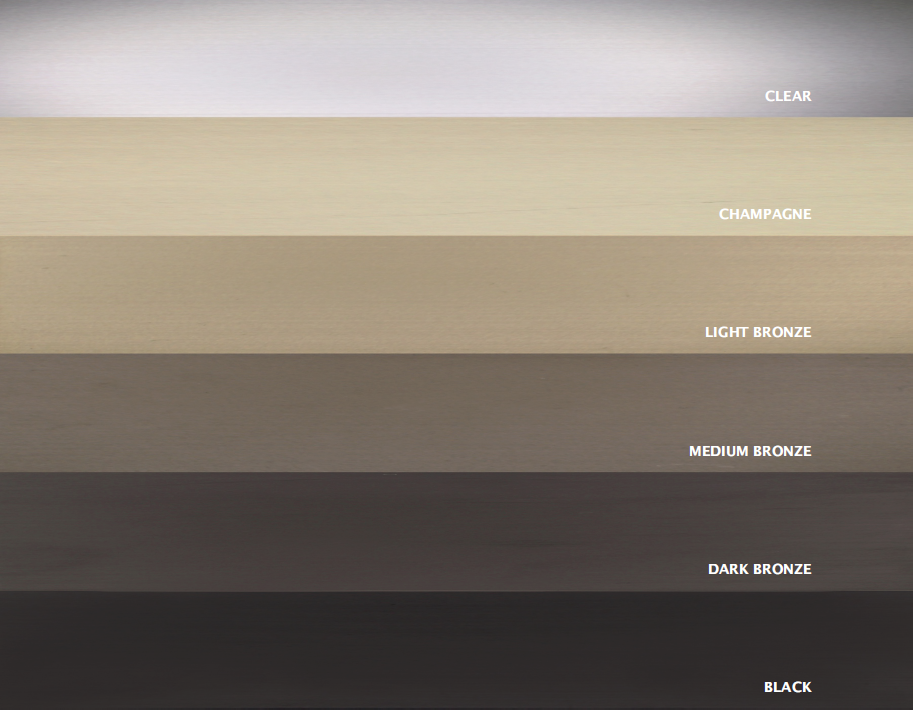 CLEAR
CHAMPAGNE
LIGHT BRONZE
MEDIUM BRONZE
DARK BRONZE
BLACK